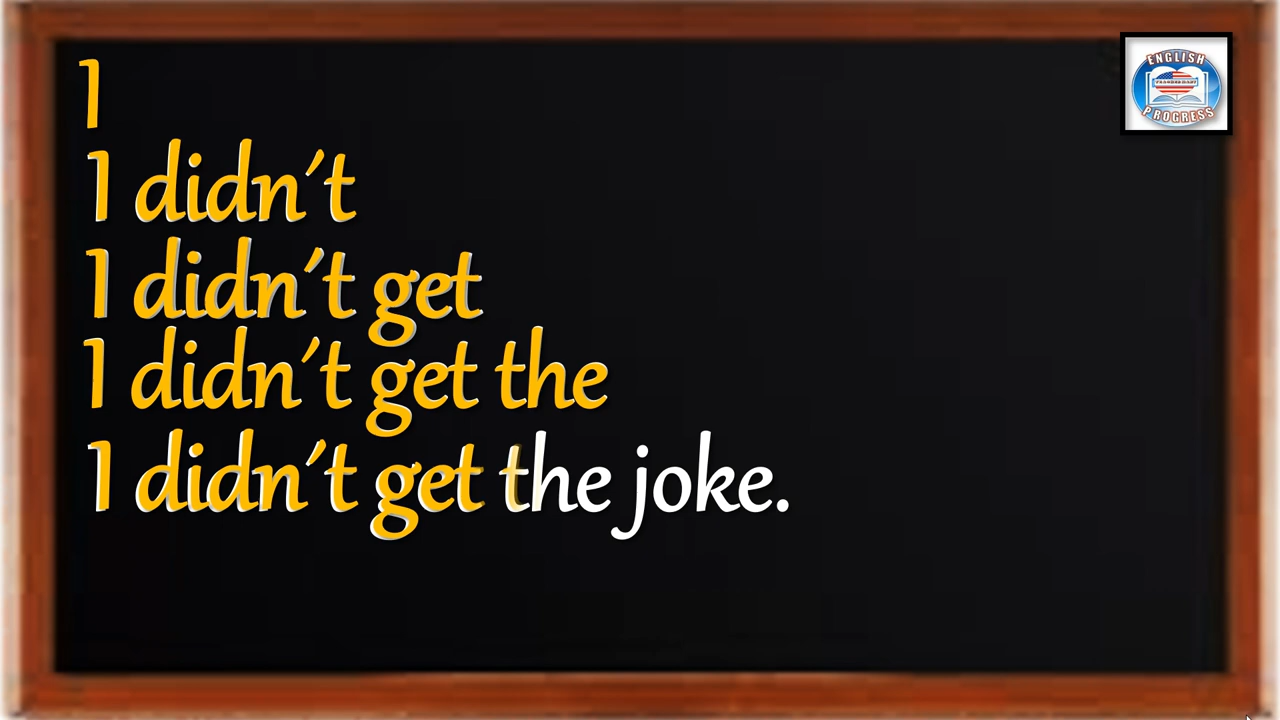 I
I didn't
I didn't get
I didn't get the
I didn't get the joke.
ENGLISH
PROGRESS